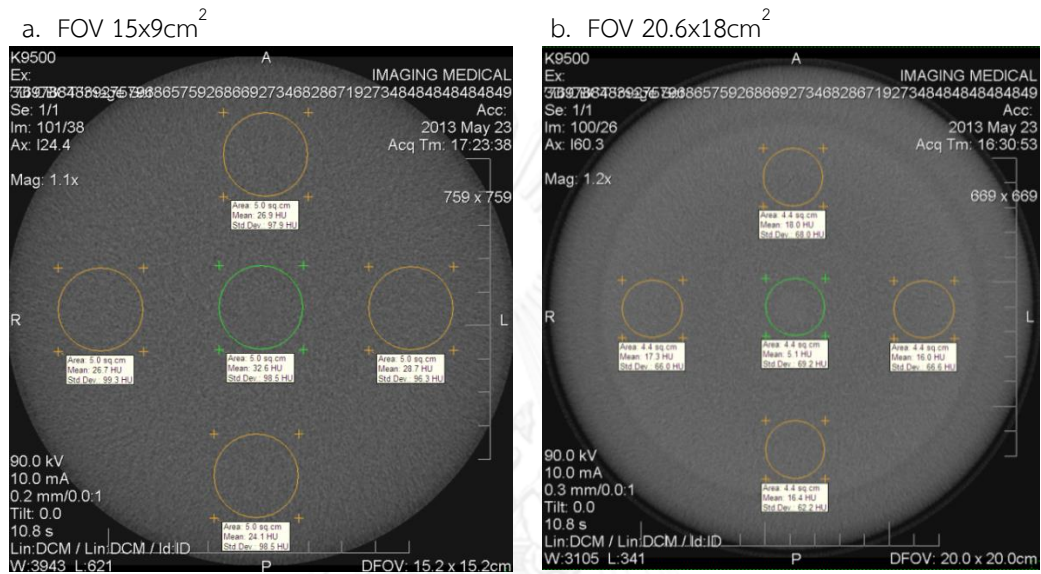 a. FOV 15x9cm²
K9500
Ex:
Se: 1/1
Im: 101/38
Ax: I24.4
Mag: 1.1x
A
IMAGING MEDICAL
Acc:
2013 May 23
Acq Tm: 17:23:38
759 x 759
Area: 5.0 sq.cm
Mean: 26.9 HU
Std.Dev.: 97.9 HU
R
L
Area: 5.0 sq.cm
Mean: 26.7 HU
Std.Dev.: 99.3 HU
Area: 5.0 sq.cm
Mean: 32.6 HU
Std.Dev.: 98.5 HU
Area: 5.0 sq.cm
Mean: 28.7 HU
Std.Dev.: 96.3 HU
Area: 5.0 sq.cm
Mean: 24.1 HU
Std.Dev.: 98.5 HU
90.0 kV
10.0 mA
0.2 mm/0.0:1
Tilt: 0.0
10.8 s
Lin:DCM / Lin:DCM / Id:ID
W:3943 L:621
P
DFOV: 15.2 x 15.2cm
b. FOV 20.6x18cm²
K9500
Ex:
Se: 1/1
Im: 100/26
Ax: I60.3
Mag: 1.2x
A
IMAGING MEDICAL
Acc:
2013 May 23
Acq Tm: 16:30:53
669 x 669
Area: 4.4 sq.cm
Mean: 18.0 HU
Std.Dev.: 68.0 HU
R
L
Area: 4.4 sq.cm
Mean: 17.3 HU
Std.Dev.: 66.0 HU
Area: 4.4 sq.cm
Mean: 5.1 HU
Std.Dev.: 69.2 HU
Area: 4.4 sq.cm
Mean: 16.0 HU
Std.Dev.: 66.6 HU
Area: 4.4 sq.cm
Mean: 16.4 HU
Std.Dev.: 62.2 HU
90.0 kV
10.0 mA
0.3 mm/0.0:1
Tilt: 0.0
10.8 s
Lin:DCM / Lin:DCM / Id:ID
W:3105 L:341
P
DFOV: 20.0 x 20.0cm